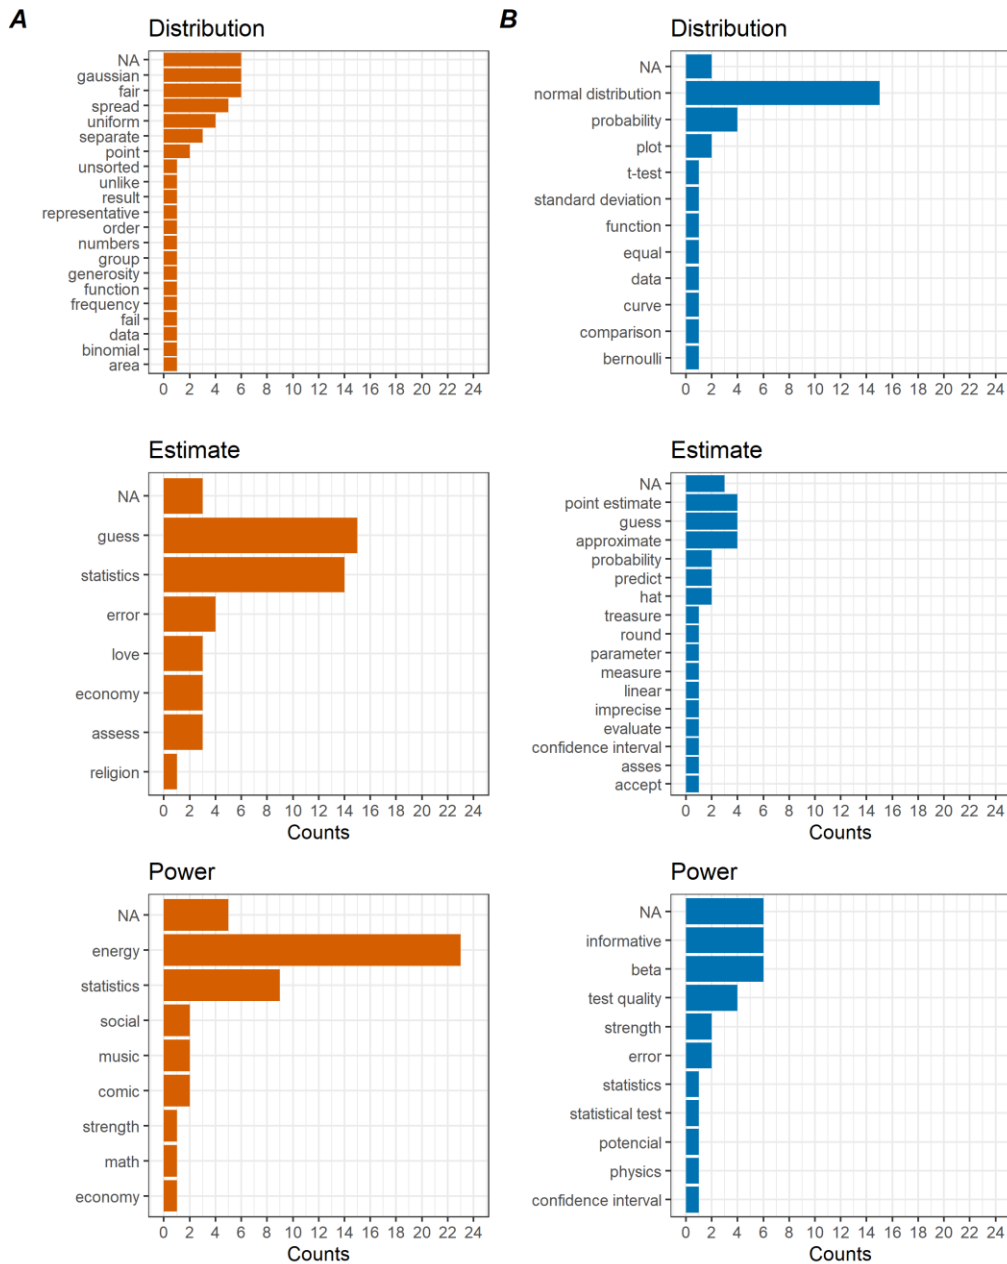 A
B
Distribution
NA
gaussian
fair
spread
uniform
separate
point
unsorted
unlike
result
representative
order
numbers
group
generosity
function
frequency
fail
data
binomial
area
0 2 4 6 8 10 12 14 16 18 20 22 24
Distribution
NA
normal distribution
probability
plot
t-test
standard deviation
function
equal
data
curve
comparison
bernoulli
0 2 4 6 8 10 12 14 16 18 20 22 24
Estimate
NA
guess
statistics
error
love
economy
assess
religion
0 2 4 6 8 10 12 14 16 18 20 22 24
Counts
Estimate
NA
point estimate
guess
approximate
probability
predict
hat
treasure
round
parameter
measure
linear
imprecise
evaluate
confidence interval
asses
accept
0 2 4 6 8 10 12 14 16 18 20 22 24
Counts
Power
NA
energy
statistics
social
music
comic
strength
math
economy
0 2 4 6 8 10 12 14 16 18 20 22 24
Counts
Power
NA
informative
beta
test quality
strength
error
statistics
statistical test
potencial
physics
confidence interval
0 2 4 6 8 10 12 14 16 18 20 22 24
Counts